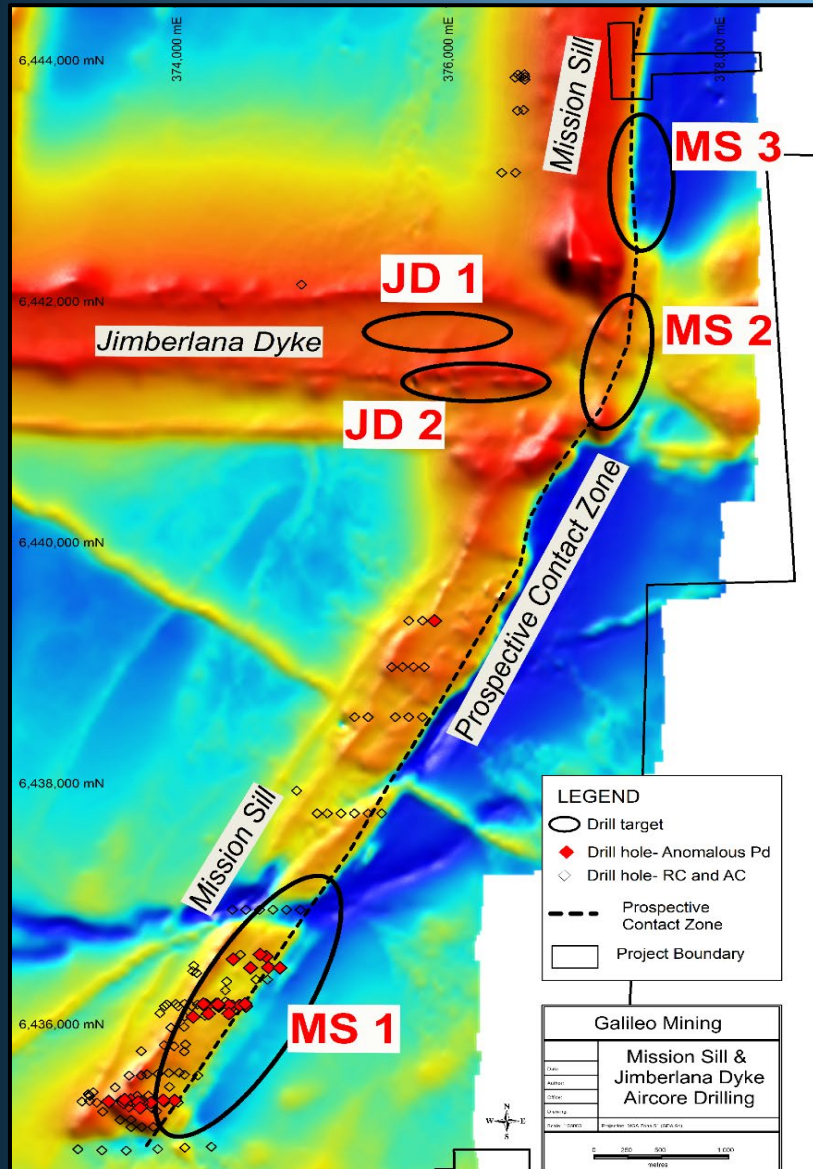 374,000 mE
376,000 mE
378,000 mE
6,444,000 mN
Mission Sill
MS 3
6,442,000 mN
JD 1
MS 2
Jimberlana Dyke
JD 2
6,440,000 mN
Prospective Contact Zone
6,438,000 mN
Mission Sill
LEGEND
Drill target
Drill hole- Anomalous Pd
Drill hole- RC and AC
Prospective
Contact Zone
Project Boundary
6,436,000 mN
MS 1
Galileo Mining
Mission Sill &
Jimberlana Dyke
Aircore Drilling
Date:
Author:
Office:
Drawing:
N
W E
S
0 250 500 1 000
metres